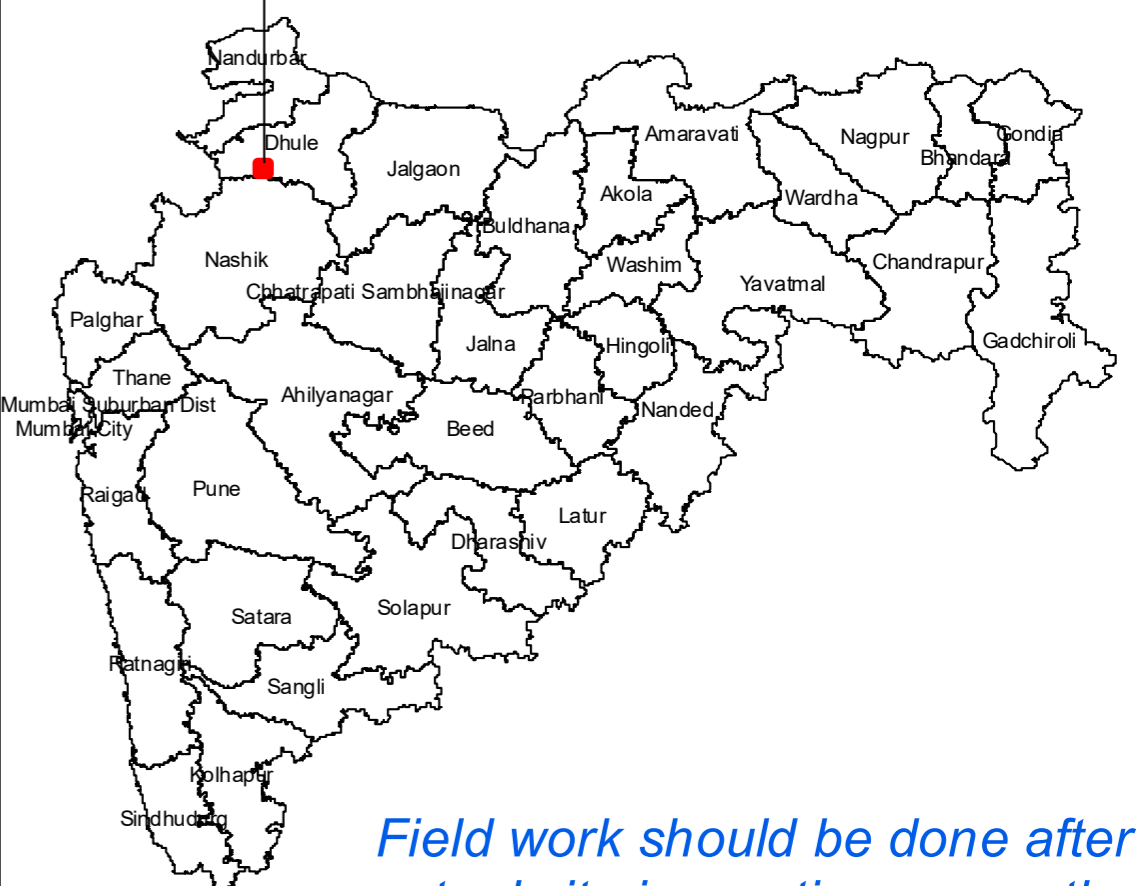 Nandurbar
Dhule
Jalgaon
Amaravati
Nagpur
Gondia
Bhandara
Akola
Wardha
Buldhana
Nashik
Washim
Chandrapur
Yavatmal
Chhatrapati Sambhajinagar
Palghar
Jalna
Hingoli
Gadchiroli
Thane
Ahilyanagar
Parbhani
Mumbai Suburban Dist
Nanded
Mumbai City
Beed
Raigad
Pune
Latur
Dharashiv
Satara
Solapur
Ratnagiri
Sangli
Kolhapur
Sindhudurg
Field work should be done after